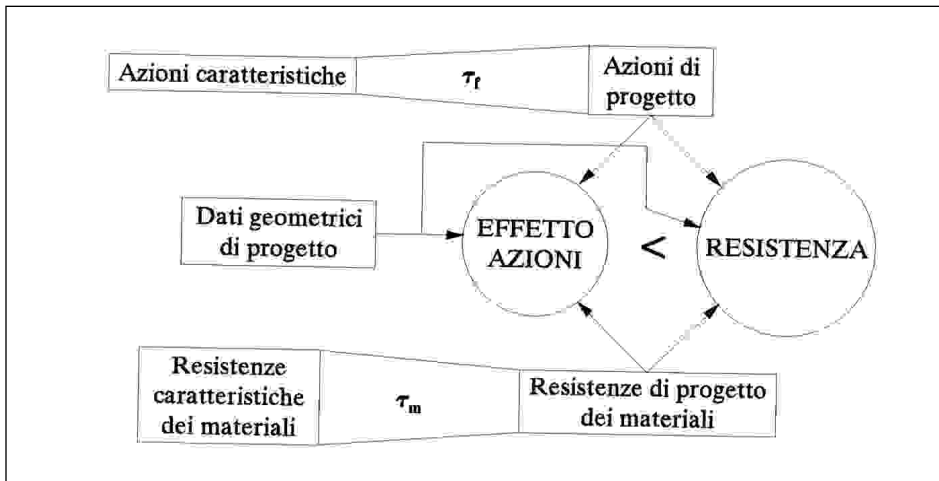 Azioni caratteristiche
τf
Azioni di
progetto
Dati geometrici
di progetto
EFFETTO
AZIONI
<
RESISTENZA
Resistenze
caratteristiche
dei materiali
τm
Resistenze di progetto
dei materiali